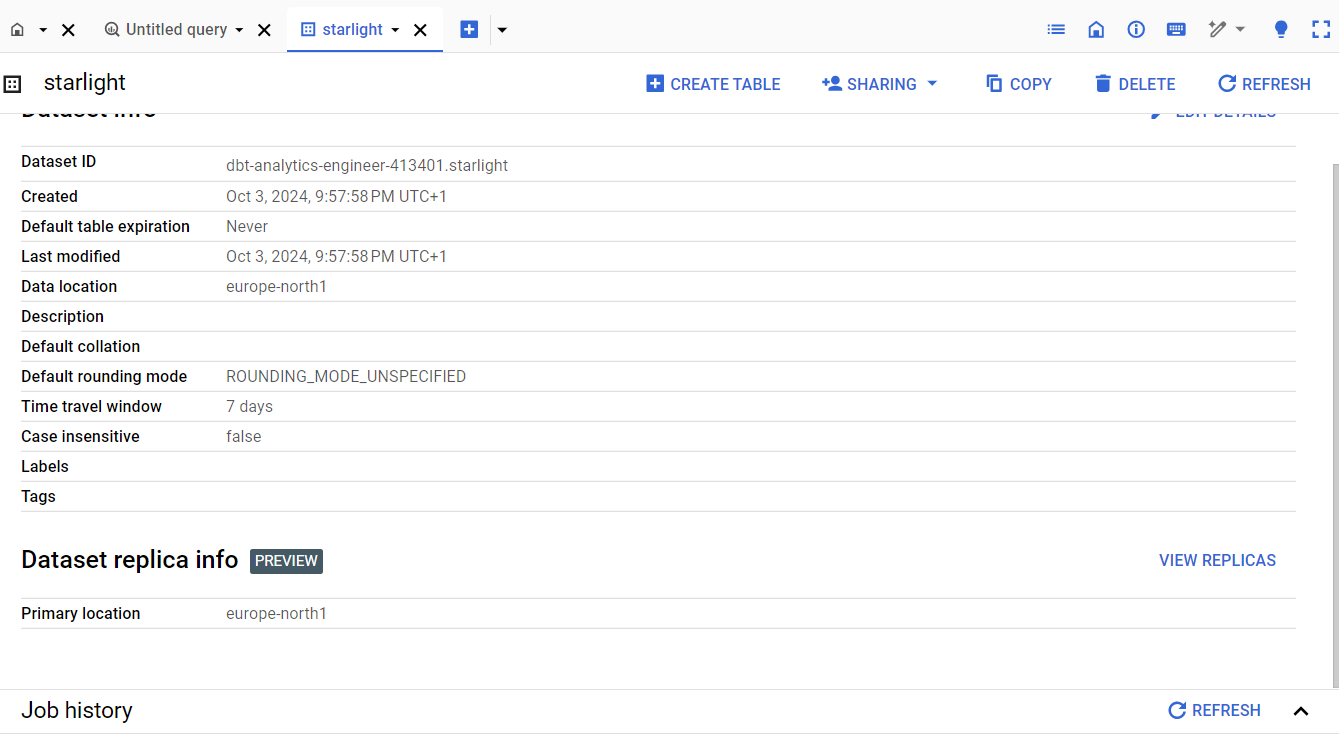 Untitled query
starlight
starlight
CREATE TABLE
SHARING
COPY
DELETE
REFRESH
Dataset info
EDIT DETAILS
Dataset ID dbt-analytics-engineer-413401.starlight
Created Oct 3, 2024, 9:57:58 PM UTC+1
Default table expiration Never
Last modified Oct 3, 2024, 9:57:58 PM UTC+1
Data location europe-north1
Description
Default collation
Default rounding mode ROUNDING_MODE_UNSPECIFIED
Time travel window 7 days
Case insensitive false
Labels
Tags
Dataset replica info PREVIEW
VIEW REPLICAS
Primary location europe-north1
Job history
REFRESH